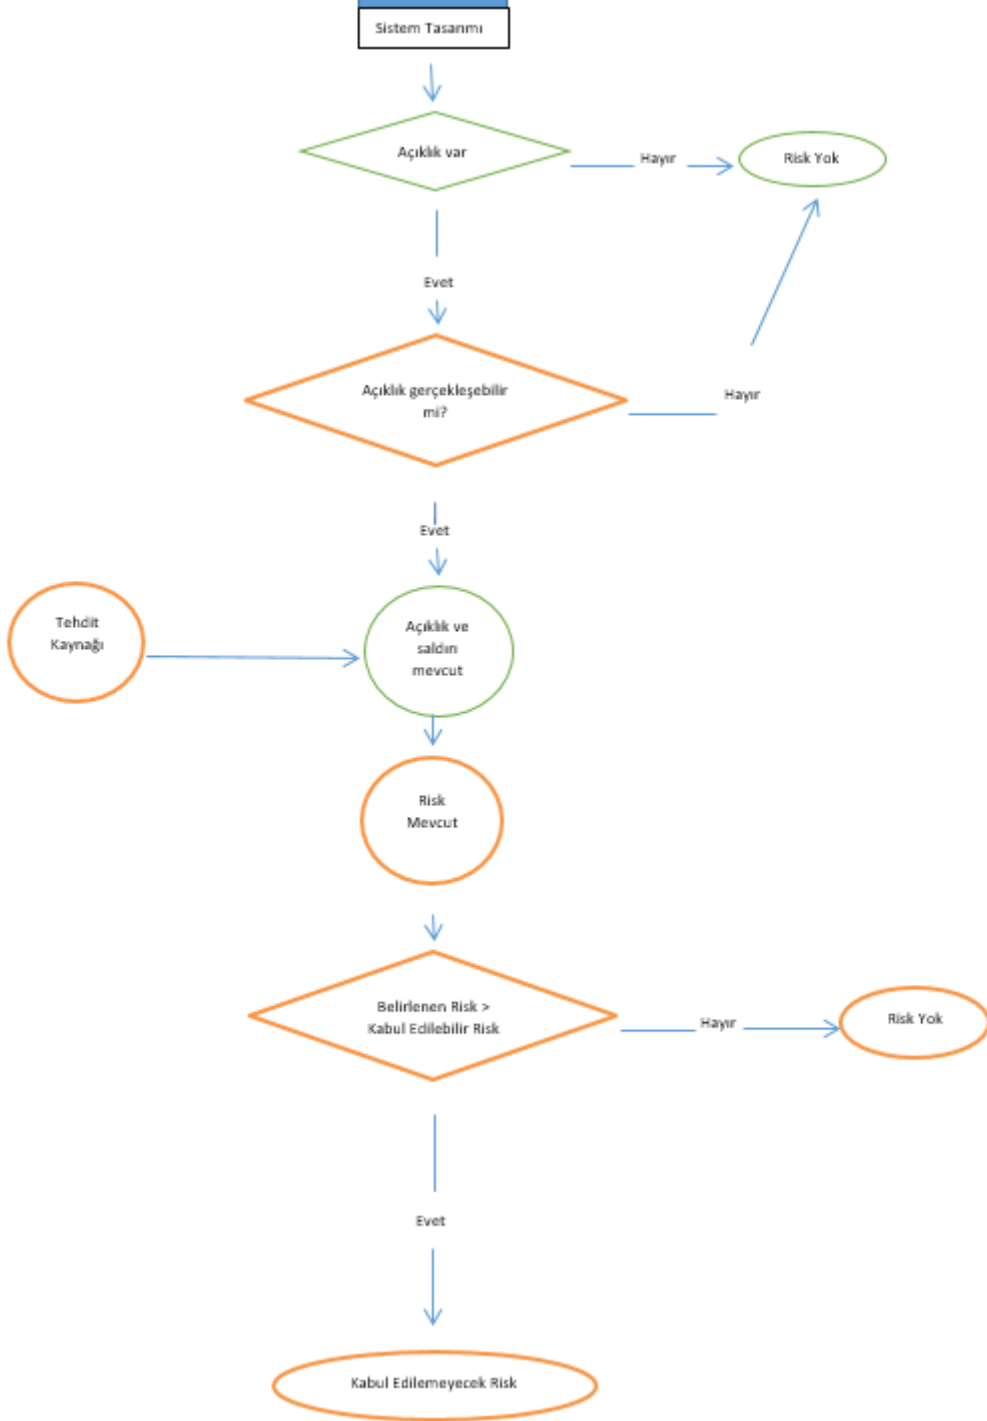 Sistem Tasarımı
Açıklık var
Hayır
Risk Yok
Evet
Açıklık gerçekleşebilir
mi?
Hayır
Evet
Tehdit
Kaynağı
Açıklık ve
saldırı
mevcut
Risk
Mevcut
Belirlenen Risk >
Kabul Edilebilir Risk
Hayır
Risk Yok
Evet
Kabul Edilemeyecek Risk